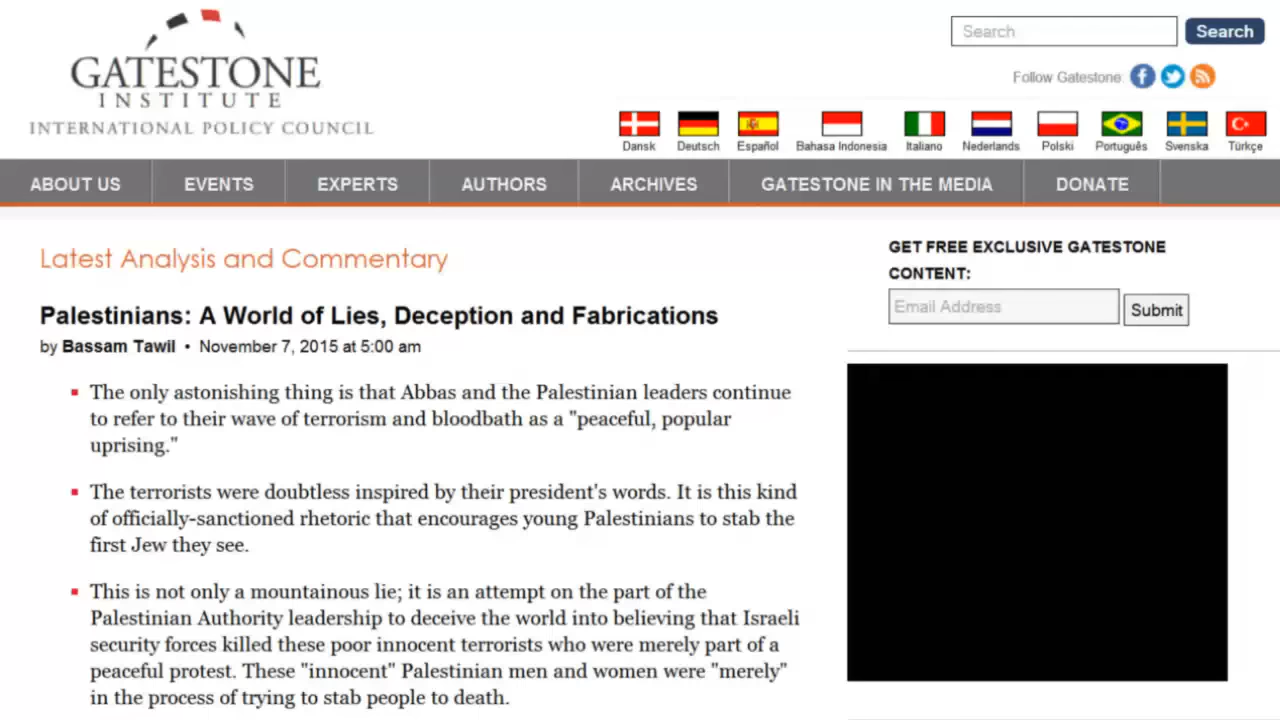 GATESTONE
INSTITUTE
INTERNATIONAL POLICY COUNCIL
Search
Search
Follow Gatestone:
Dansk
Deutsch
Español
Bahasa Indonesia
Italiano
Nederlands
Polski
Português
Svenska
Türkçe
ABOUT US
EVENTS
EXPERTS
AUTHORS
ARCHIVES
GATESTONE IN THE MEDIA
DONATE
Latest Analysis and Commentary
Palestinians: A World of Lies, Deception and Fabrications
by Bassam Tawil • November 7, 2015 at 5:00 am
The only astonishing thing is that Abbas and the Palestinian leaders continue
to refer to their wave of terrorism and bloodbath as a "peaceful, popular
uprising."
The terrorists were doubtless inspired by their president's words. It is this kind
of officially-sanctioned rhetoric that encourages young Palestinians to stab the
first Jew they see.
This is not only a mountainous lie; it is an attempt on the part of the
Palestinian Authority leadership to deceive the world into believing that Israeli
security forces killed these poor innocent terrorists who were merely part of a
peaceful protest. These "innocent" Palestinian men and women were "merely"
in the process of trying to stab people to death.
GET FREE EXCLUSIVE GATESTONE
CONTENT:
Email Address
Submit